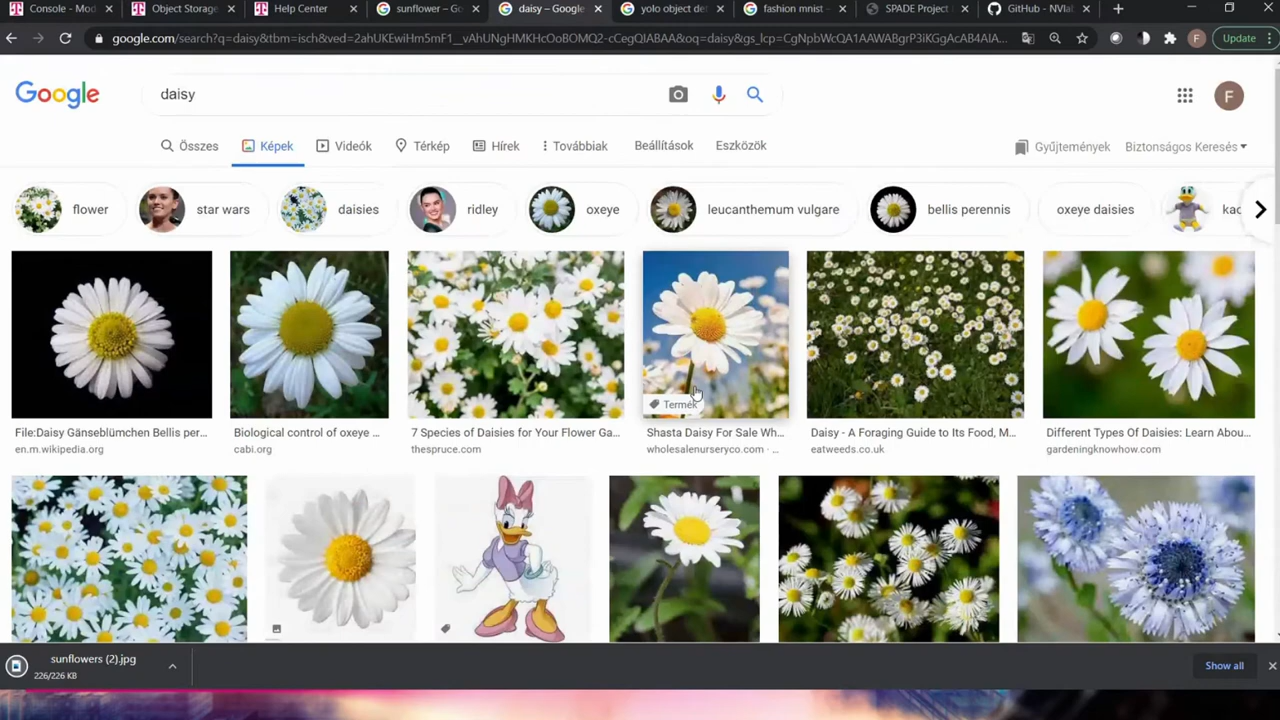 Console - Mod
Object Storage
Help Center
sunflower – Go
daisy – Google
yolo object det
fashion mnist –
SPADE Project
GitHub - NVlab
google.com/search?q=daisy&tbm=isch&ved=2ahUKEwiHm5mF1__vAhUNgHMKHcOoBOMQ2-cCegQIABAA&oq=daisy&gs_lcp=CgNpbWcQA1AAWABgrP3iKGgAcAB4AIA...
F
Update
Google
daisy
F
Összes
Képek
Videók
Térkép
Hírek
Továbbiak
Beállítások
Eszközök
Gyűjtemények
Biztonságos Keresés
flower
star wars
daisies
ridley
oxeye
leucanthemum vulgare
bellis perennis
oxeye daisies
Termék
File:Daisy Gänseblümchen Bellis per...
Biological control of oxeye ...
7 Species of Daisies for Your Flower Ga...
Shasta Daisy For Sale Wh...
Daisy - A Foraging Guide to Its Food, M...
Different Types Of Daisies: Learn Abou...
en.m.wikipedia.org
cabi.org
thespruce.com
wholesalenurseryco.com · ...
eatweeds.co.uk
gardeningknowhow.com
sunflowers (2).jpg
226/226 KB
Show all